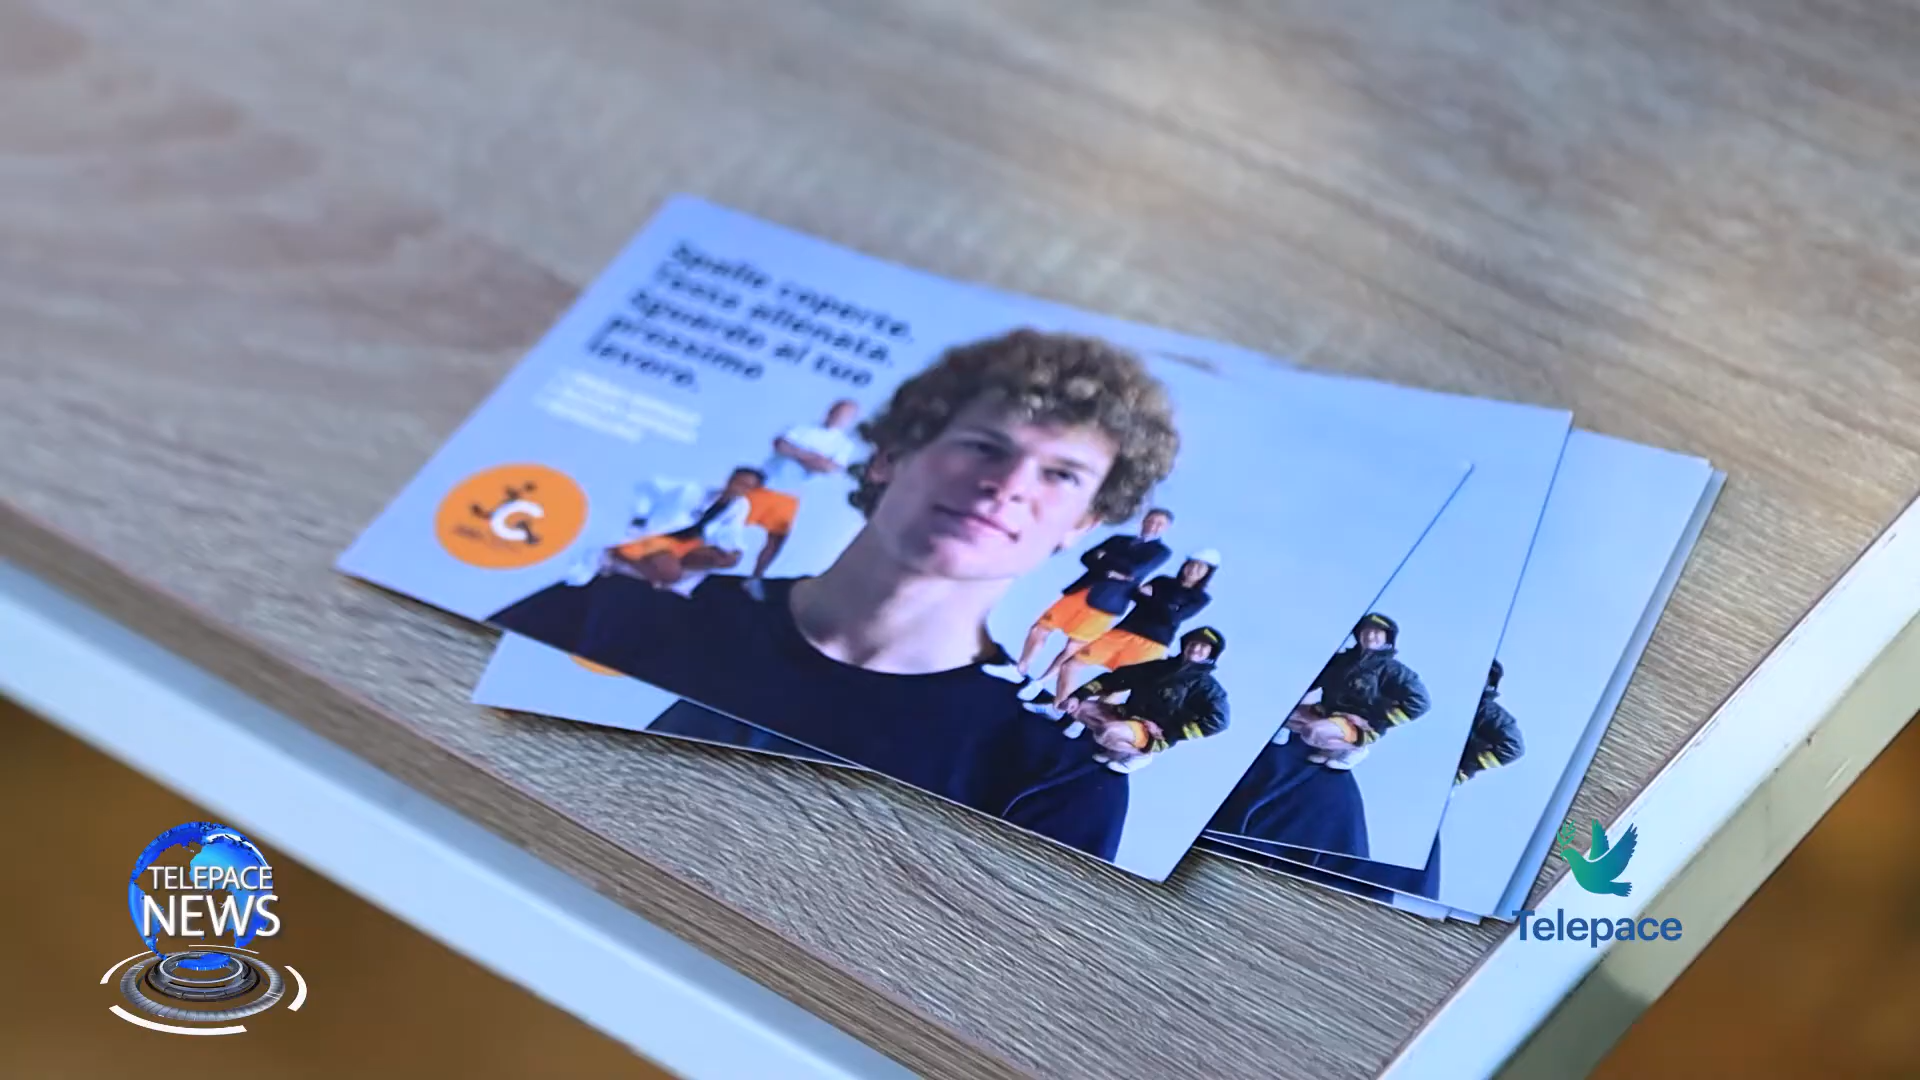 Spalle coperte.
Testa allenata.
Sguardo al tuo
prossimo
lavoro.
C
TELEPACE
NEWS
Telepace